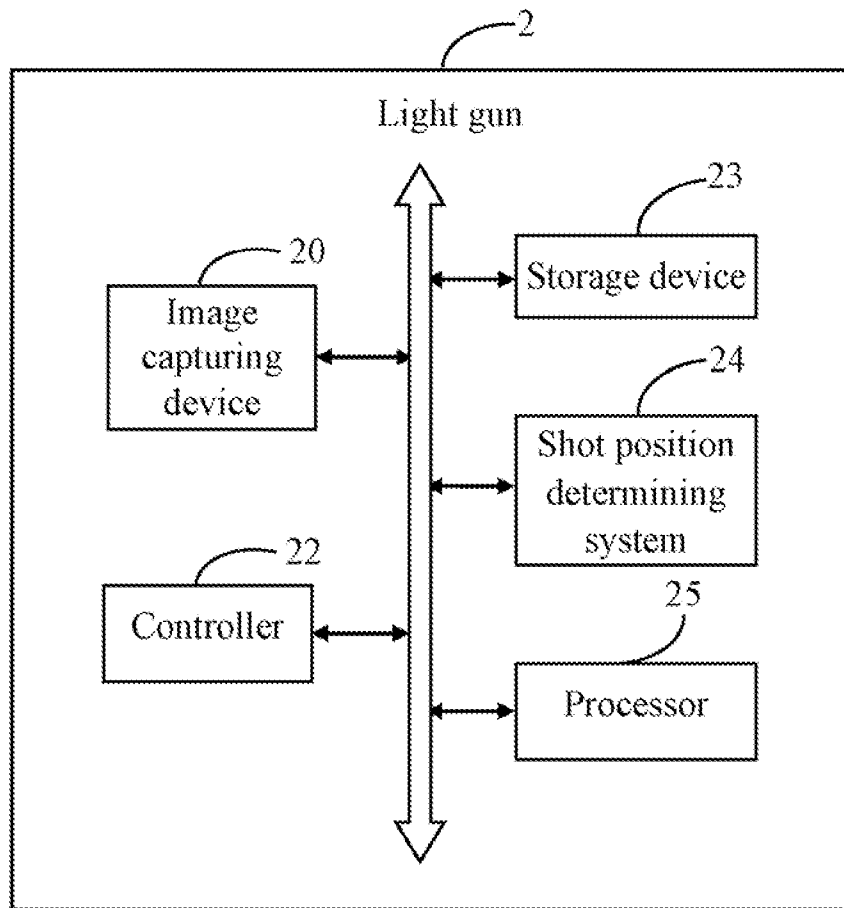 2
Light gun
23
Storage device
20
Image
capturing
device
24
Shot position
determining
system
22
Controller
25
Processor